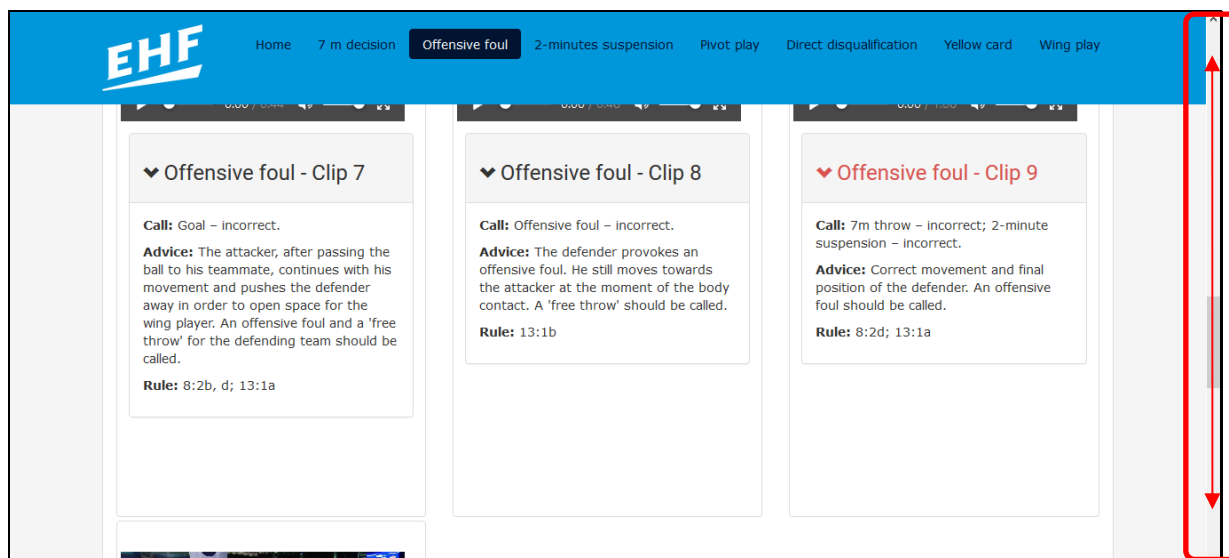 EHF
Home 7 m decision Offensive foul 2-minutes suspension Pivot play Direct disqualification Yellow card Wing play
Offensive foul - Clip 7
Call: Goal – incorrect.
Advice: The attacker, after passing the
ball to his teammate, continues with his
movement and pushes the defender
away in order to open space for the
wing player. An offensive foul and a 'free
throw' for the defending team should be
called.
Rule: 8:2b, d; 13:1a
Offensive foul - Clip 8
Call: Offensive foul – incorrect.
Advice: The defender provokes an
offensive foul. He still moves towards
the attacker at the moment of the body
contact. A 'free throw' should be called.
Rule: 13:1b
Offensive foul - Clip 9
Call: 7m throw – incorrect; 2-minute
suspension – incorrect.
Advice: Correct movement and final
position of the defender. An offensive
foul should be called.
Rule: 8:2d; 13:1a